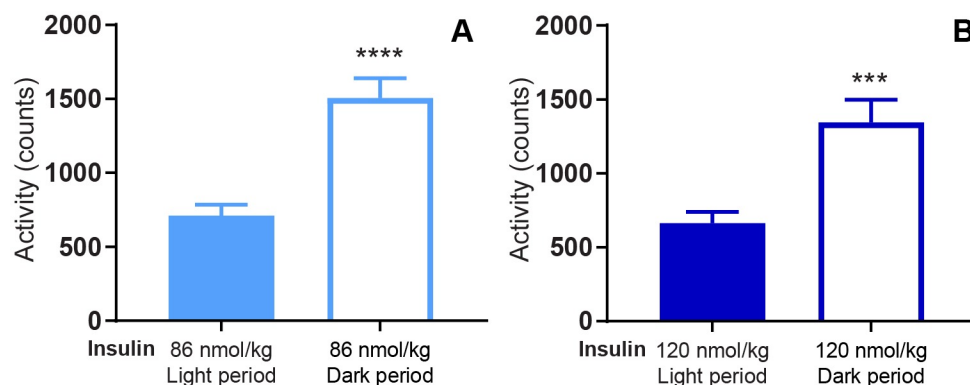 A
2000
1500
1000
500
0
Activity (counts)
****
Insulin 86 nmol/kg 86 nmol/kg
Light period Dark period
B
2000
1500
1000
500
0
Activity (counts)
***
Insulin 120 nmol/kg 120 nmol/kg
Light period Dark period